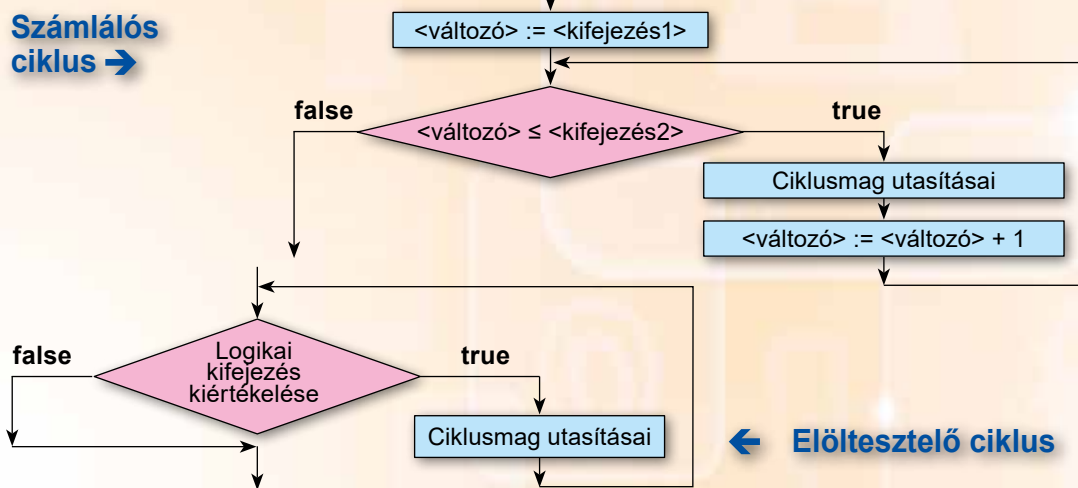 Számlálós
ciklus →
<változó> := <kifejezés1>
false
<változó> ≤ <kifejezés2>
true
Ciklusmag utasításai
<változó> := <változó> + 1
false
Logikai
kifejezés
kiértékelése
true
Ciklusmag utasításai
← Elöltesztelő ciklus